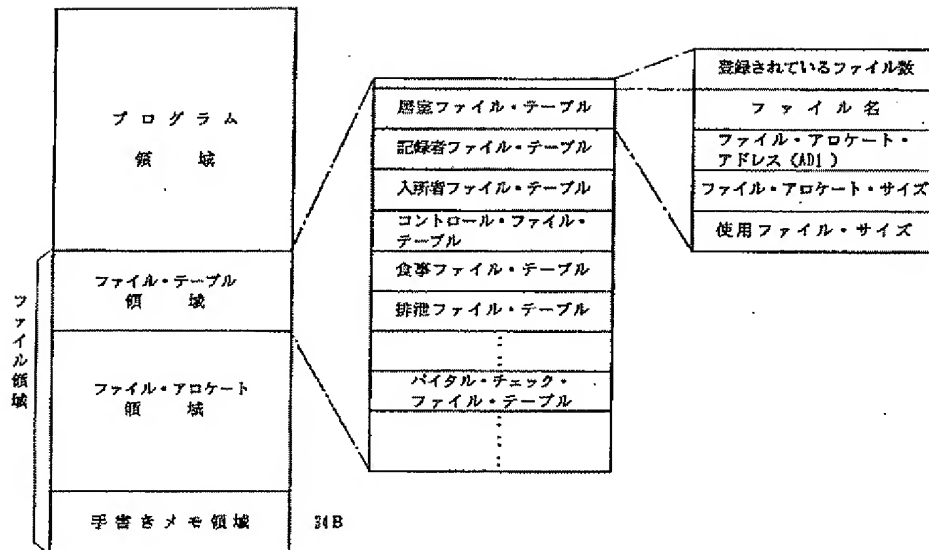 プログラム
領域
ファイル・テーブル
領域
ファイル・アロケート
領域
手書きメモ領域
34B
ファイル領域
居室ファイル・テーブル
記録者ファイル・テーブル
入所者ファイル・テーブル
コントロール・ファイル・
テーブル
食事ファイル・テーブル
排泄ファイル・テーブル
バイタル・チェック・
ファイル・テーブル
登録されているファイル数
ファイル名
ファイル・アロケート・
アドレス(AD1)
ファイル・アロケート・サイズ
使用ファイル・サイズ